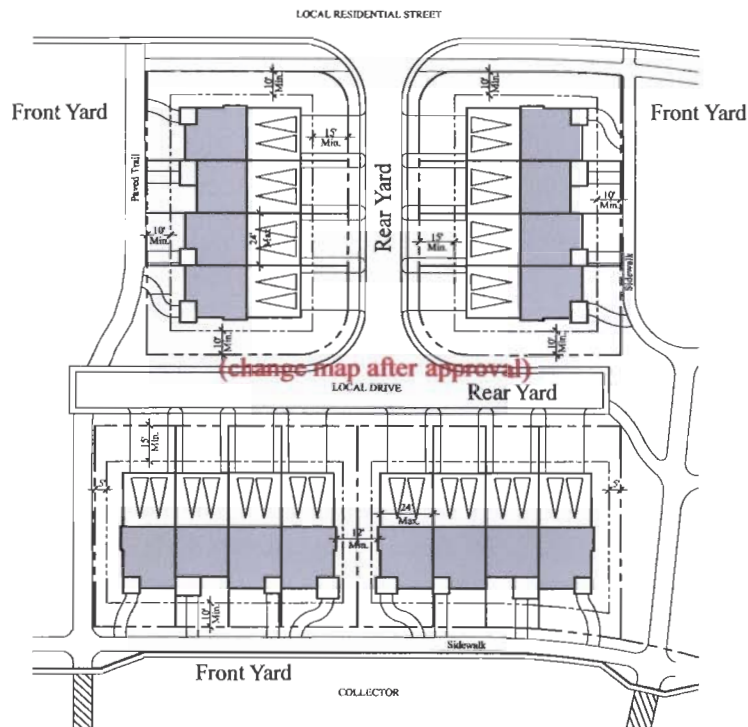 LOCAL RESIDENTIAL STREET
10' Min.
10' Min.
Front Yard
Front Yard
15' Min.
Paved Trail
Rear Yard
10' Min.
24' Max.
15' Min.
10' Min.
Sidewalk
10' Min.
10' Min.
(change map after approval)
LOCAL DRIVE
Rear Yard
15' Min.
5'
5'
24' Max.
12' Min.
10' Min.
Sidewalk
Front Yard
COLLECTOR